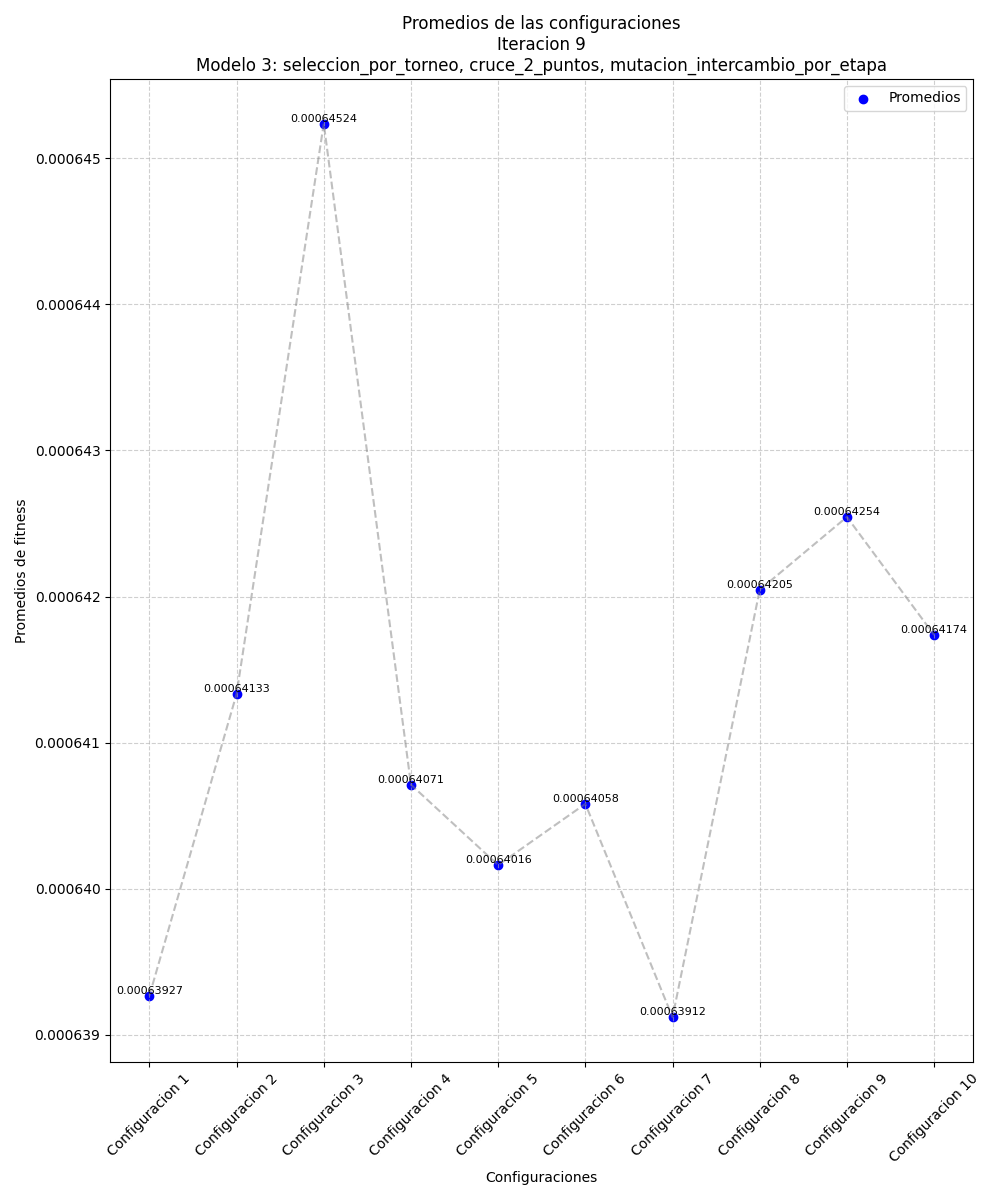 Promedios de las configuraciones
Iteracion 9
Modelo 3: seleccion_por_torneo, cruce_2_puntos, mutacion_intercambio_por_etapa
Promedios
0.00064524
0.000645
0.000644
0.000643
0.00064254
0.00064205
0.000642
0.00064174
0.00064133
0.000641
0.00064071
0.00064058
0.00064016
0.000640
0.00063927
0.00063912
0.000639
Promedios de fitness
Configuracion 1
Configuracion 2
Configuracion 3
Configuracion 4
Configuracion 5
Configuracion 6
Configuracion 7
Configuracion 8
Configuracion 9
Configuracion 10
Configuraciones